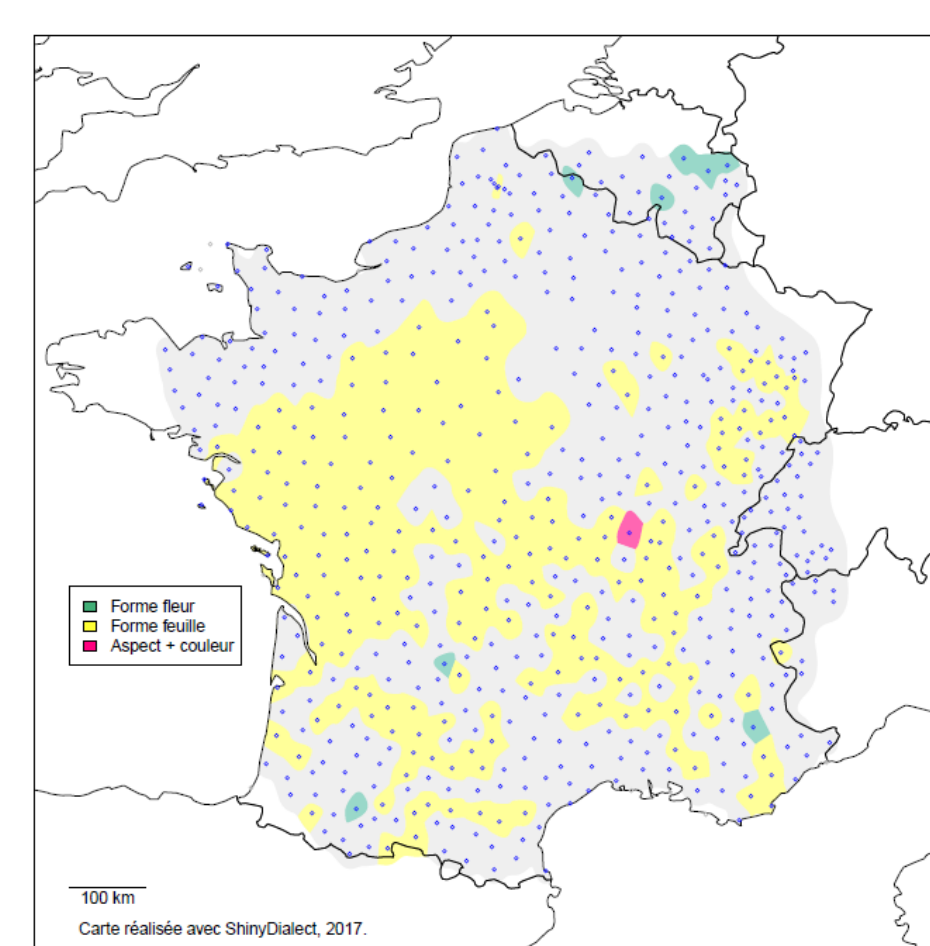 Forme fleur
Forme feuille
Aspect + couleur
100 km
Carte réalisée avec ShinyDialect, 2017.